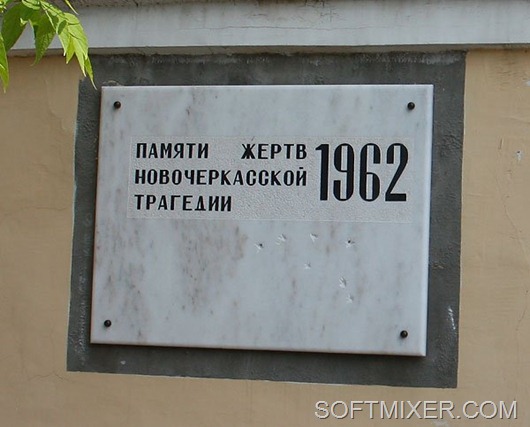 ПАМЯТИ ЖЕРТВ 1962
НОВОЧЕРКАССКОЙ
ТРАГЕДИИ
SOFTMIXER.COM